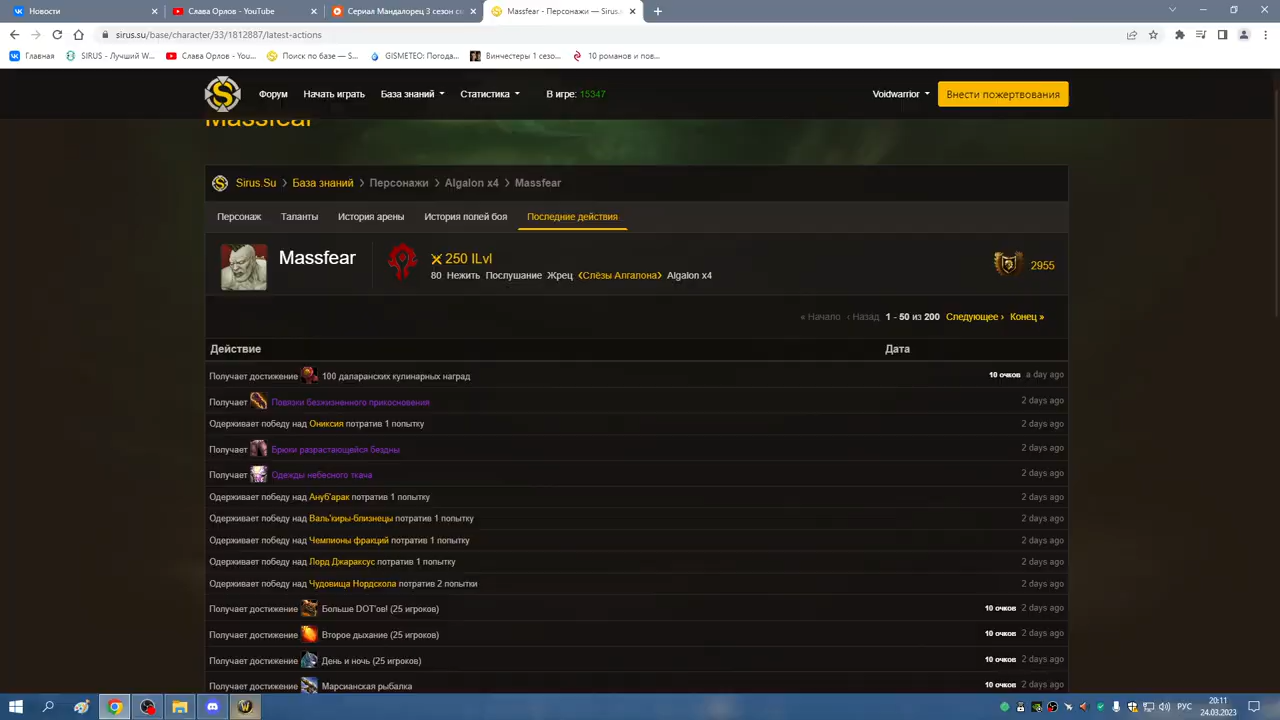 Новости
Слава Орлов - YouTube
Сериал Мандалорец 3 сезон см
Massfear - Персонажи — Sirus.
sirus.su/base/character/33/1812887/latest-actions
Главная
SIRUS - Лучший W...
Слава Орлов - You...
Поиск по базе — S...
GISMETEO: Погода...
Винчестеры 1 сезо...
10 романов и пов...
Форум
Начать играть
База знаний
Статистика
В игре: 15347
Voidwarrior
Внести пожертвования
Massfear
Sirus.Su > База знаний > Персонажи > Algalon x4 > Massfear
Персонаж
Таланты
История арены
История полей боя
Последние действия
Massfear
250 ILvl
80 Нежить Послушание Жрец <Слёзы Алгалона> Algalon x4
2955
« Начало ‹ Назад 1 - 50 из 200 Следующее › Конец »
Действие Дата
Получает достижение 100 даларанских кулинарных наград 10 очков a day ago
Получает Повязки безжизненного прикосновения 2 days ago
Одерживает победу над Ониксия потратив 1 попытку 2 days ago
Получает Брюки разрастающейся бездны 2 days ago
Получает Одежды небесного ткача 2 days ago
Одерживает победу над Ануб'арак потратив 1 попытку 2 days ago
Одерживает победу над Валь'киры-близнецы потратив 1 попытку 2 days ago
Одерживает победу над Чемпионы фракций потратив 1 попытку 2 days ago
Одерживает победу над Лорд Джараксус потратив 1 попытку 2 days ago
Одерживает победу над Чудовища Нордскола потратив 2 попытки 2 days ago
Получает достижение Больше DOT'ов! (25 игроков) 10 очков 2 days ago
Получает достижение Второе дыхание (25 игроков) 10 очков 2 days ago
Получает достижение День и ночь (25 игроков) 10 очков 2 days ago
Получает достижение Марсианская рыбалка 10 очков 2 days ago
РУС
20:11
24.03.2023